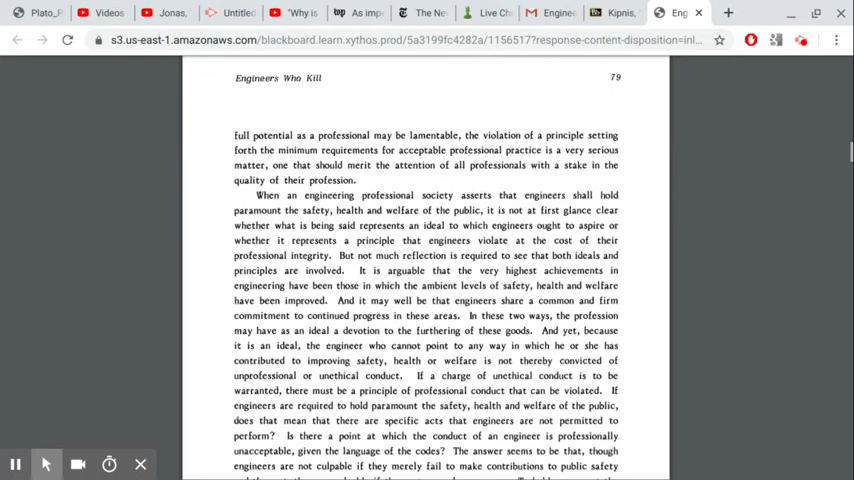 Plato_P
Videos
Jonas,
Untitled
"Why is
wp As imp
The Ne
Live Ch
Engine
Bb Kipnis,
Eng
s3.us-east-1.amazonaws.com/blackboard.learn.xythos.prod/5a3199fc4282a/1156517?response-content-disposition=inl...
Engineers Who Kill 79
full potential as a professional may be lamentable, the violation of a principle setting
forth the minimum requirements for acceptable professional practice is a very serious
matter, one that should merit the attention of all professionals with a stake in the
quality of their profession.
When an engineering professional society asserts that engineers shall hold
paramount the safety, health and welfare of the public, it is not at first glance clear
whether what is being said represents an ideal to which engineers ought to aspire or
whether it represents a principle that engineers violate at the cost of their
professional integrity. But not much reflection is required to see that both ideals and
principles are involved. It is arguable that the very highest achievements in
engineering have been those in which the ambient levels of safety, health and welfare
have been improved. And it may well be that engineers share a common and firm
commitment to continued progress in these areas. In these two ways, the profession
may have as an ideal a devotion to the furthering of these goods. And yet, because
it is an ideal, the engineer who cannot point to any way in which he or she has
contributed to improving safety, health or welfare is not thereby convicted of
unprofessional or unethical conduct. If a charge of unethical conduct is to be
warranted, there must be a principle of professional conduct that can be violated. If
engineers are required to hold paramount the safety, health and welfare of the public,
does that mean that there are specific acts that engineers are not permitted to
perform? Is there a point at which the conduct of an engineer is professionally
unacceptable, given the language of the codes? The answer seems to be that, though
engineers are not culpable if they merely fail to make contributions to public safety